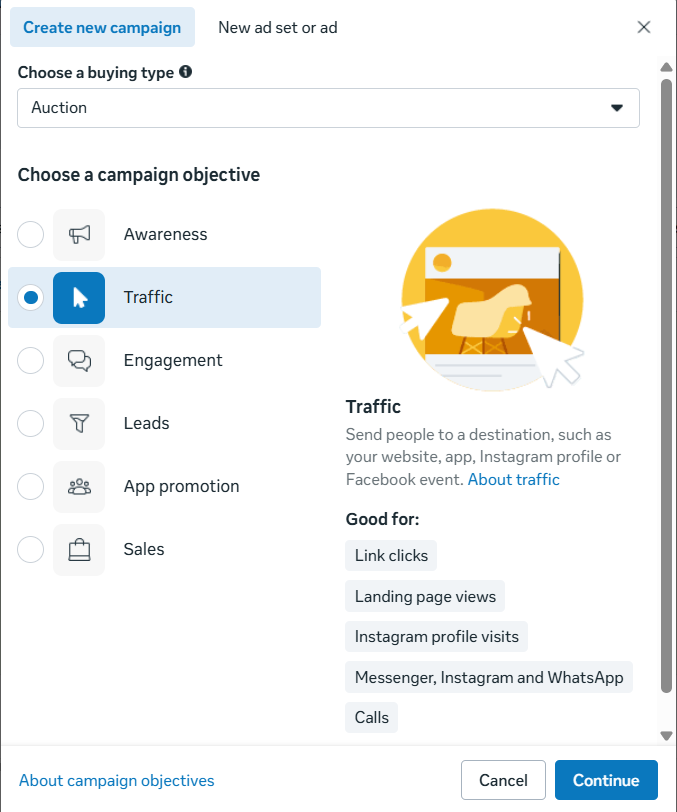 Create new campaign
New ad set or ad
Choose a buying type
Auction
Choose a campaign objective
Awareness
Traffic
Engagement
Leads
App promotion
Sales
Traffic
Send people to a destination, such as
your website, app, Instagram profile or
Facebook event. About traffic
Good for:
Link clicks
Landing page views
Instagram profile visits
Messenger, Instagram and WhatsApp
Calls
About campaign objectives
Cancel
Continue